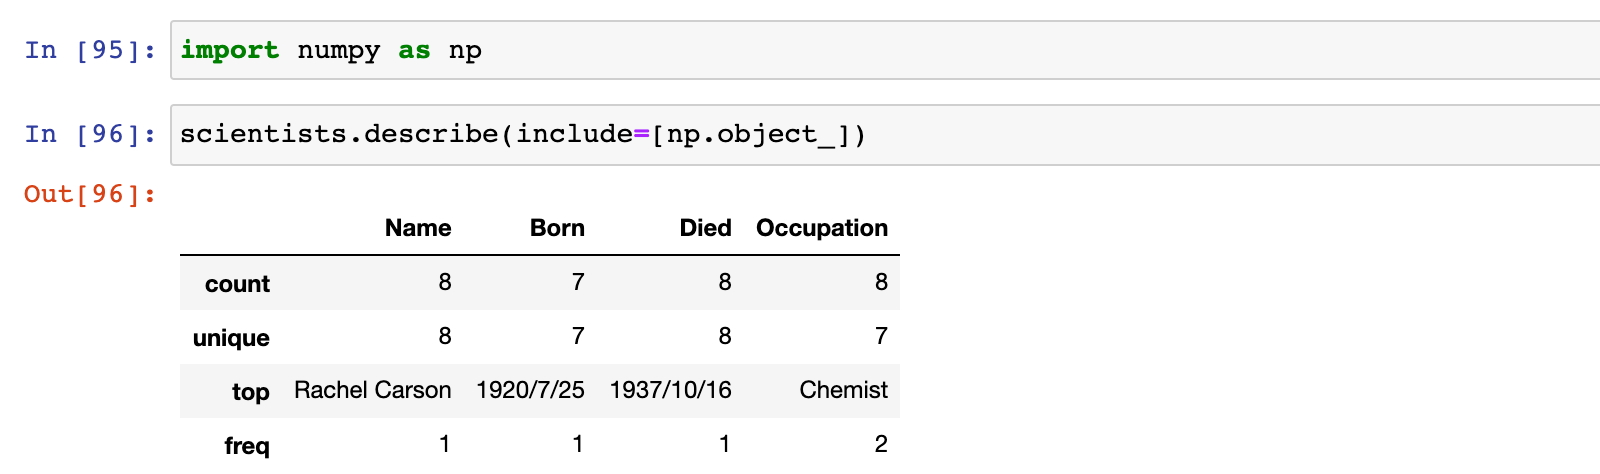 In [95]: import numpy as np
In [96]: scientists.describe(include=[np.object_])
Out[96]:
Name Born Died Occupation
count 8 7 8 8
unique 8 7 8 7
top Rachel Carson 1920/7/25 1937/10/16 Chemist
freq 1 1 1 2